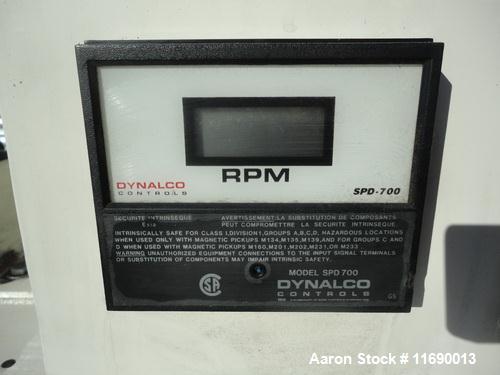 RPM
DYNALCO
CONTROLS
SPD-700
SECURITE INTRINSEQUE
AVERTISSEMENT: LA SUBSTITUTION DE COMPOSANTS
PEUT COMPROMETTRE LA SECURITE INTRINSEQUE
INTRINSICALLY SAFE FOR CLASS 1, DIVISION 1, GROUPS A,B,C,D, HAZARDOUS LOCATIONS
WHEN USED ONLY WITH MAGNETIC PICKUPS M134, M135, M139, AND FOR GROUPS C AND
D WHEN USED ONLY WITH MAGNETIC PICKUPS M160, M201, M202, M231, OR M233
WARNING UNAUTHORIZED EQUIPMENT CONNECTIONS TO THE INPUT SIGNAL TERMINALS
OR SUBSTITUTION OF COMPONENTS MAY IMPAIR INTRINSIC SAFETY.
MODEL SPD 700
DYNALCO
CONTROLS
Aaron Stock # 11690013